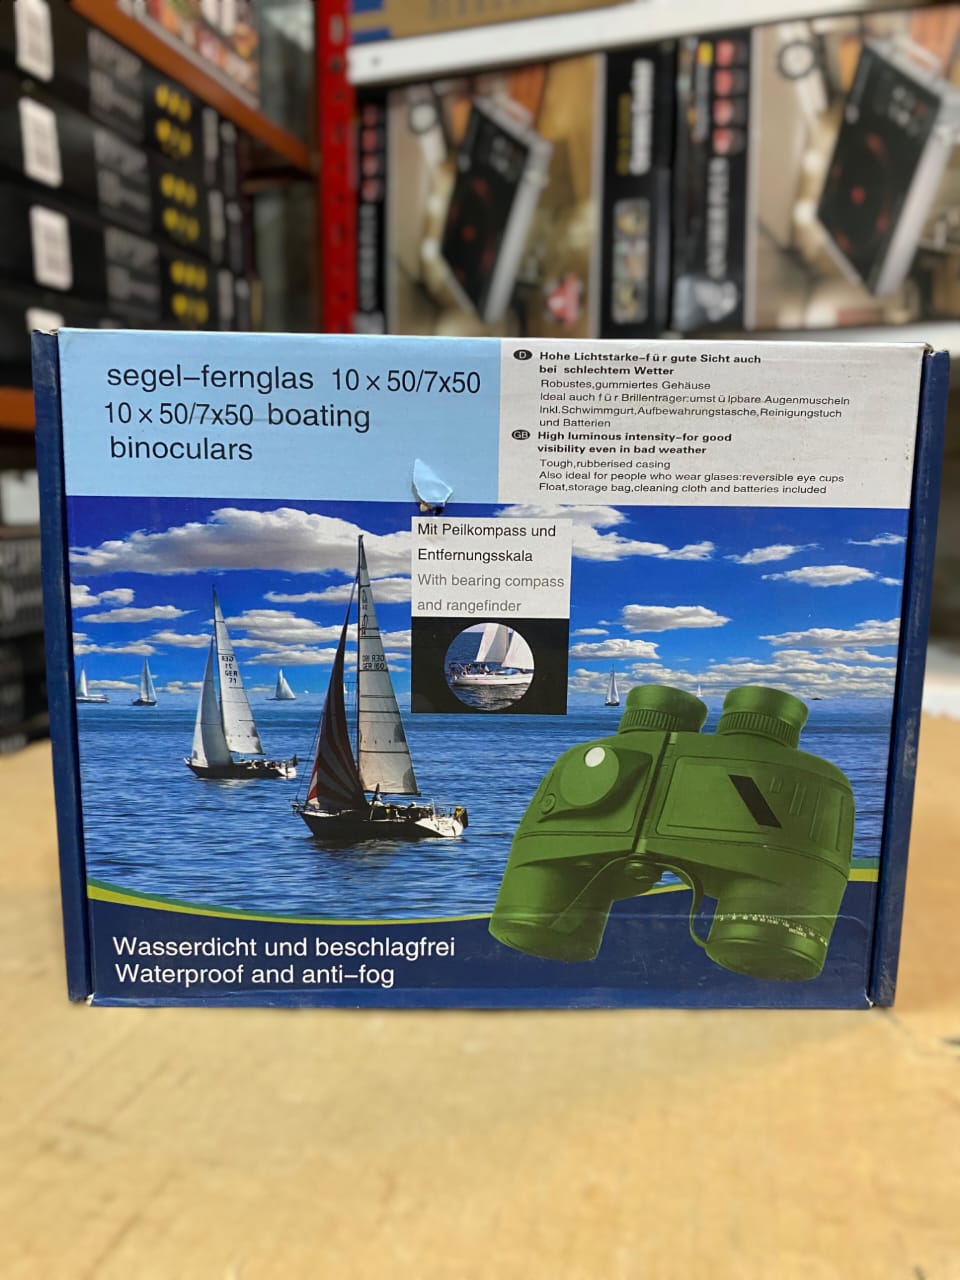 segel–fernglas 10 × 50/7x50
10 × 50/7x50 boating
binoculars
D Hohe Lichtstärke–f ü r gute Sicht auch
bei schlechtem Wetter
Robustes,gummiertes Gehäuse
Ideal auch f ü r Brillenträger:umst ü lpbare Augenmuscheln
Inkl.Schwimmgurt,Aufbewahrungstasche,Reinigungstuch
und Batterien
GB High luminous intensity–for good
visibility even in bad weather
Tough,rubberised casing
Also ideal for people who wear glases:reversible eye cups
Float,storage bag,cleaning cloth and batteries included
Mit Peilkompass und
Entfernungsskala
With bearing compass
and rangefinder
GER
71
Wasserdicht und beschlagfrei
Waterproof and anti–fog